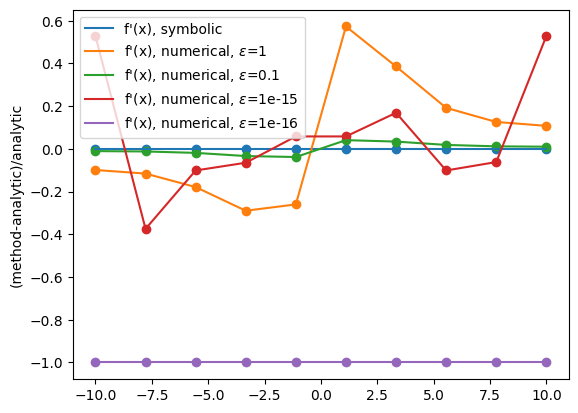 f'(x), symbolic
f'(x), numerical, ε=1
f'(x), numerical, ε=0.1
f'(x), numerical, ε=1e-15
f'(x), numerical, ε=1e-16
(method-analytic)/analytic
0.6
0.4
0.2
0.0
−0.2
−0.4
−0.6
−0.8
−1.0
−10.0 −7.5 −5.0 −2.5 0.0 2.5 5.0 7.5 10.0